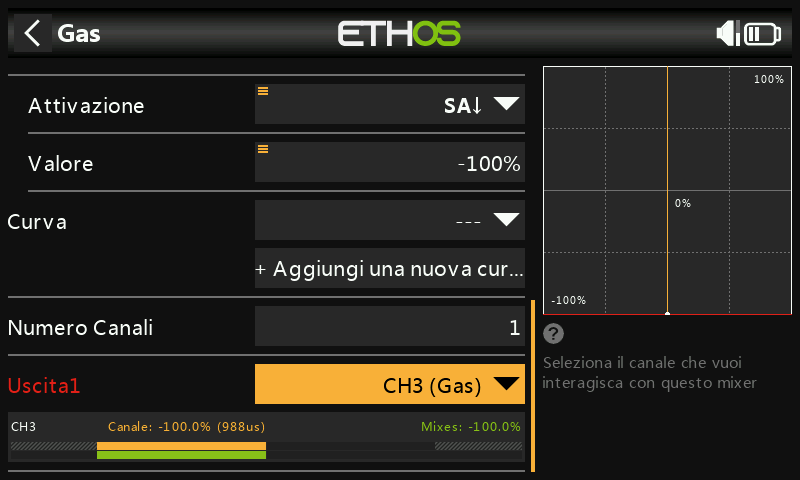 Gas
ETHOS
Attivazione
SA↓
Valore
-100%
Curva
---
+ Aggiungi una nuova cur...
Numero Canali
1
Uscita1
CH3 (Gas)
CH3
Canale: -100.0% (988us)
Mixes: -100.0%
100%
0%
-100%
?
Seleziona il canale che vuoi
interagisca con questo mixer